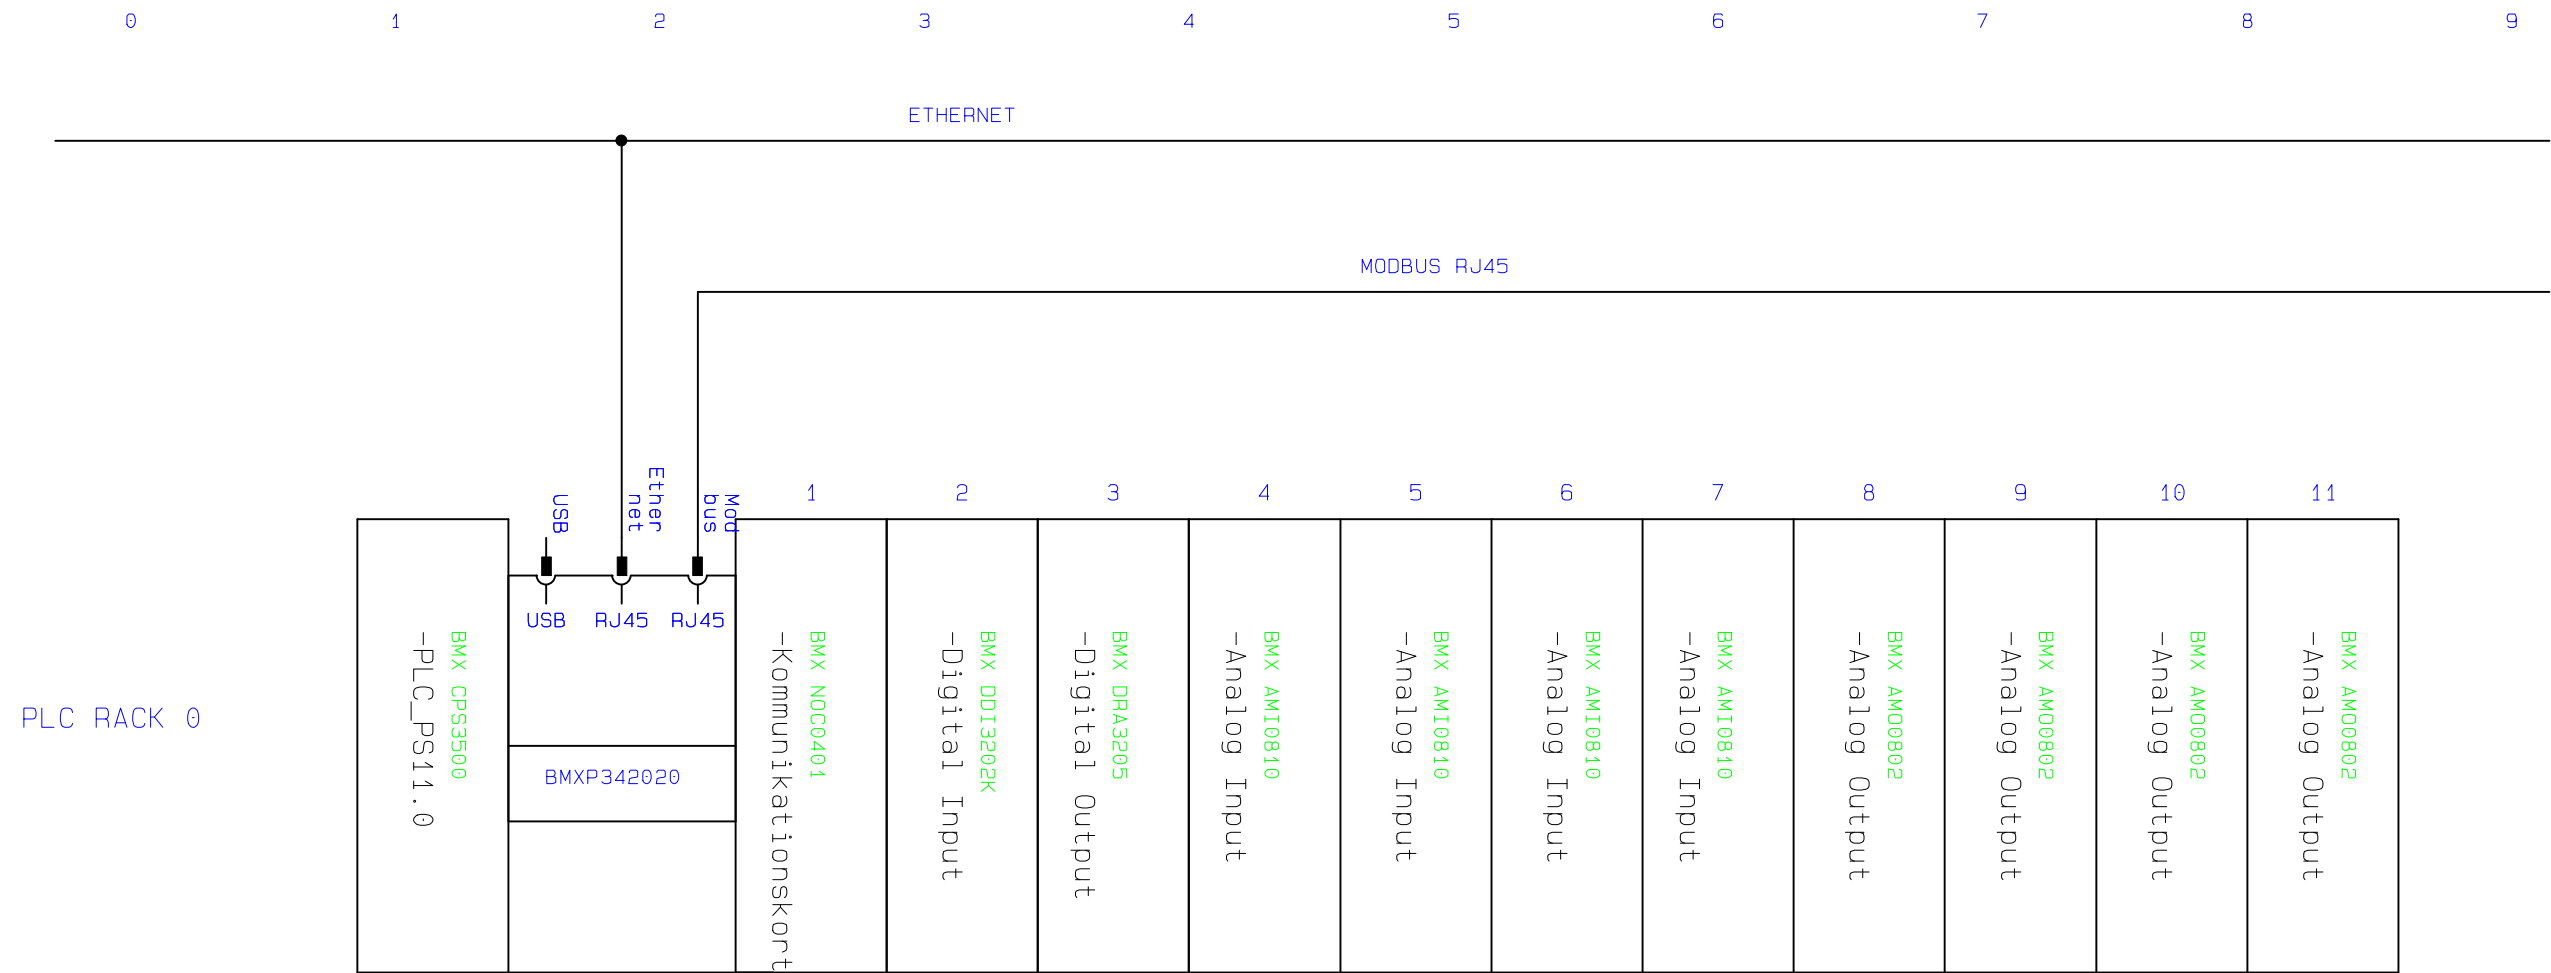 0 1 2 3 4 5 6 7 8 9
ETHERNET
MODBUS RJ45
USB
Ether
net
Mod
bus
1 2 3 4 5 6 7 8 9 10 11
USB RJ45 RJ45
PLC RACK 0
BMX CPS3500
-PLC_PS11.0
BMXP342020
BMX NOC0401
-Kommunikationskort
BMX DDI3202K
-Digital Input
BMX DRA3205
-Digital Output
BMX AMI0810
-Analog Input
BMX AMI0810
-Analog Input
BMX AMI0810
-Analog Input
BMX AMI0810
-Analog Input
BMX AMO0802
-Analog Output
BMX AMO0802
-Analog Output
BMX AMO0802
-Analog Output
BMX AMO0802
-Analog Output